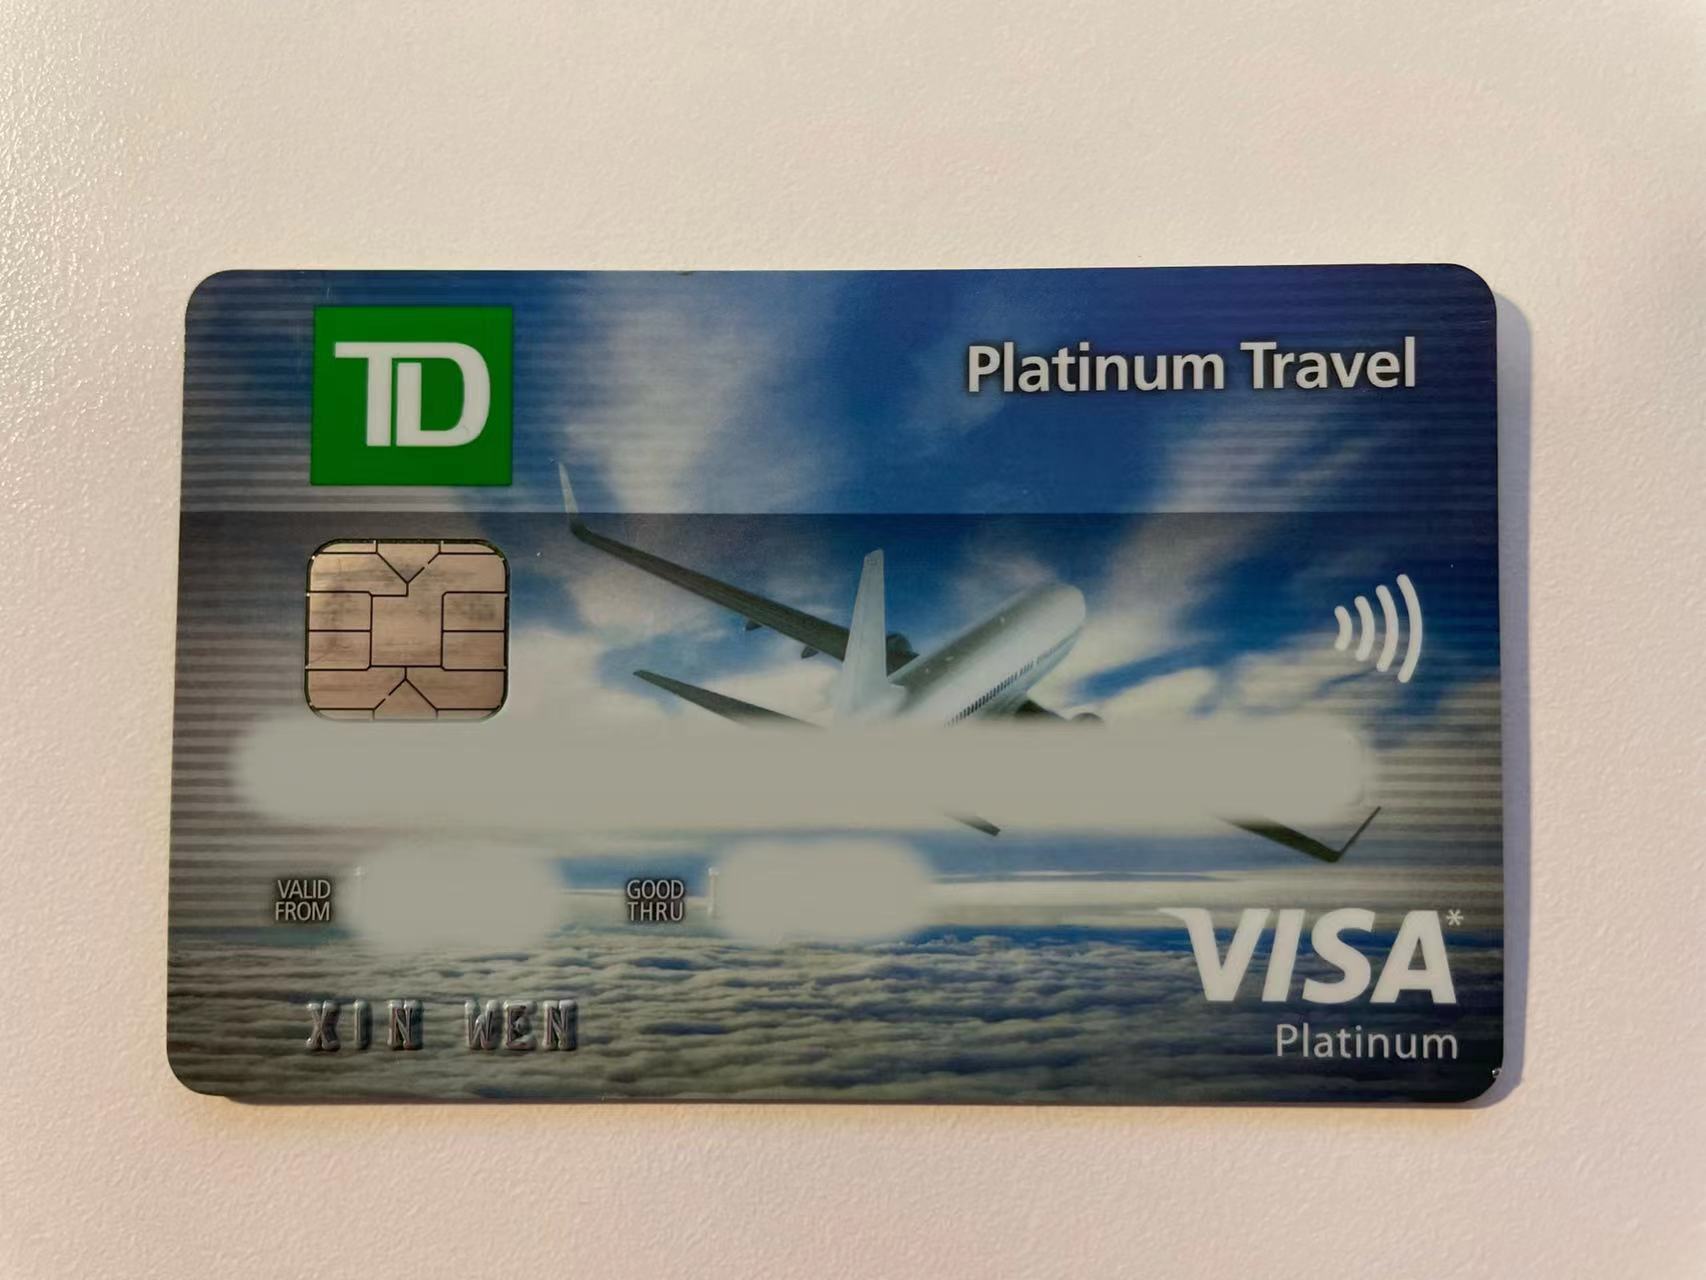 TD
Platinum Travel
VALID
FROM
GOOD
THRU
XIN WEN
VISA*
Platinum